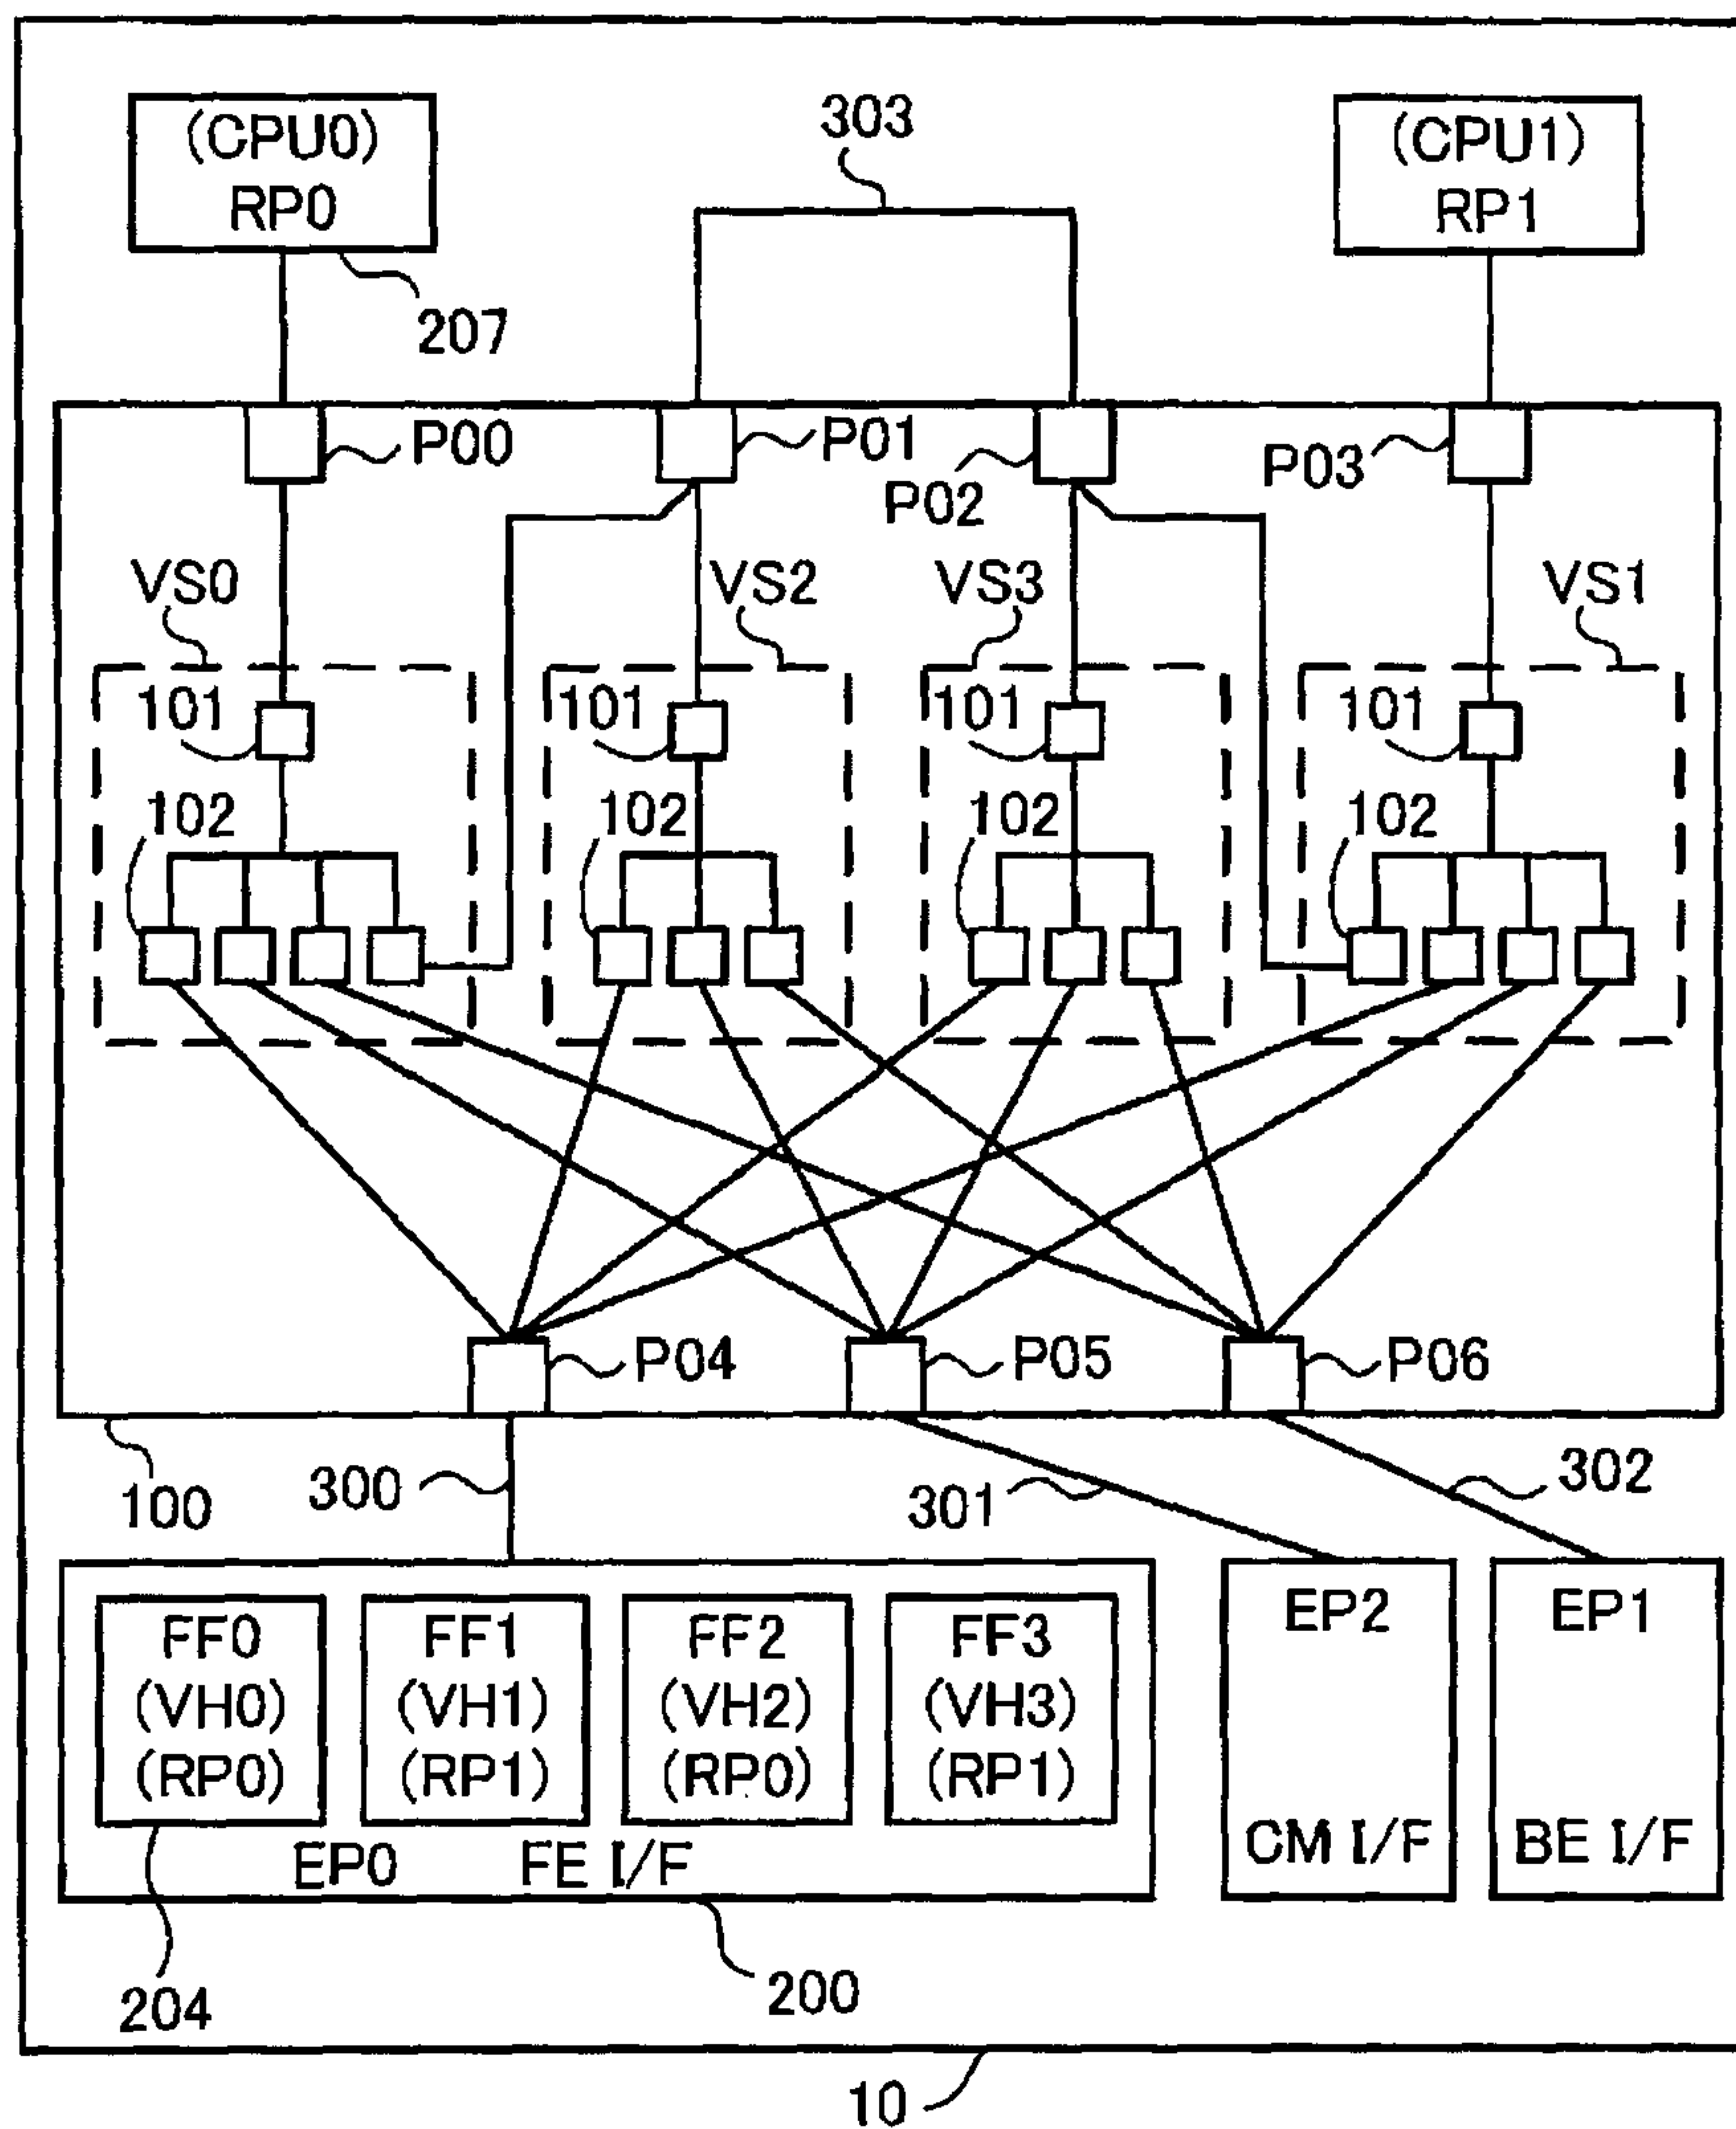 (CPU0)
RP0
207
303
(CPU1)
RP1
P00
P01
P02
P03
VS0
VS2
VS3
VS1
101
101
101
101
102
102
102
102
P04
P05
P06
100
300
301
302
FF0
(VH0)
(RP0)
FF1
(VH1)
(RP1)
FF2
(VH2)
(RP0)
FF3
(VH3)
(RP1)
EP0
FE I/F
EP2
CM I/F
EP1
BE I/F
204
200
10